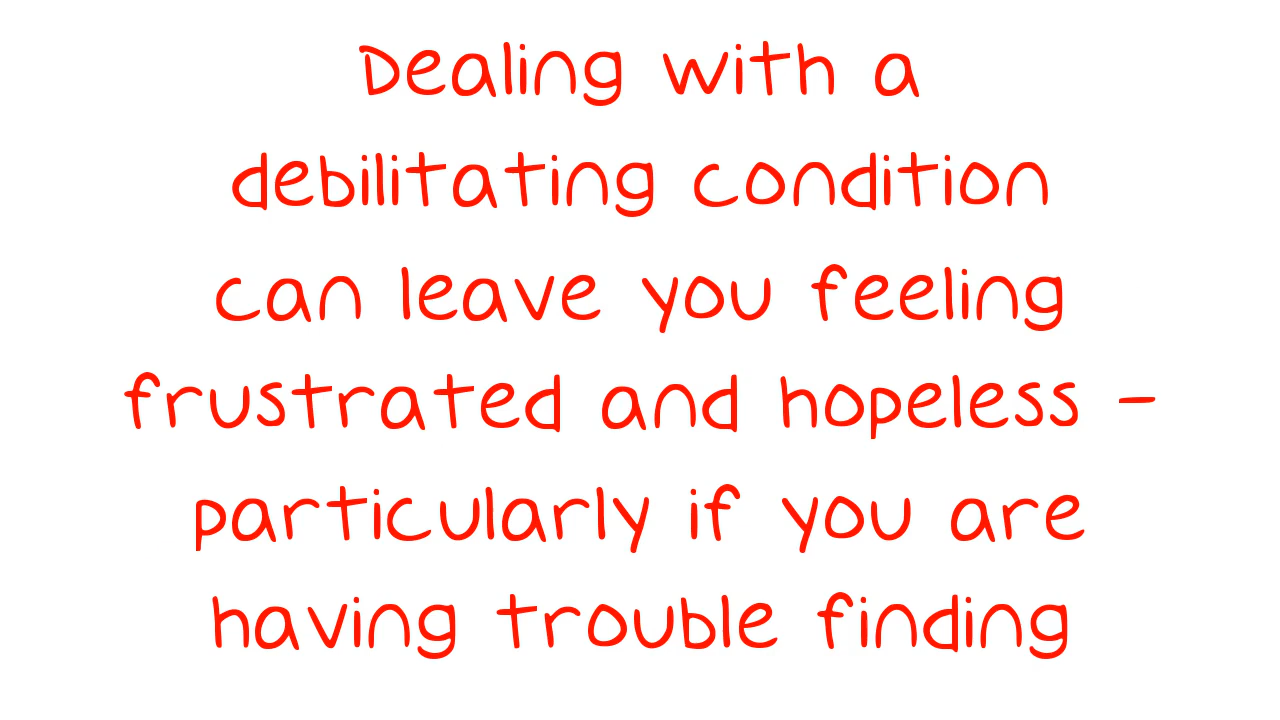 Dealing with a
debilitating condition
can leave you feeling
frustrated and hopeless -
particularly if you are
having trouble finding